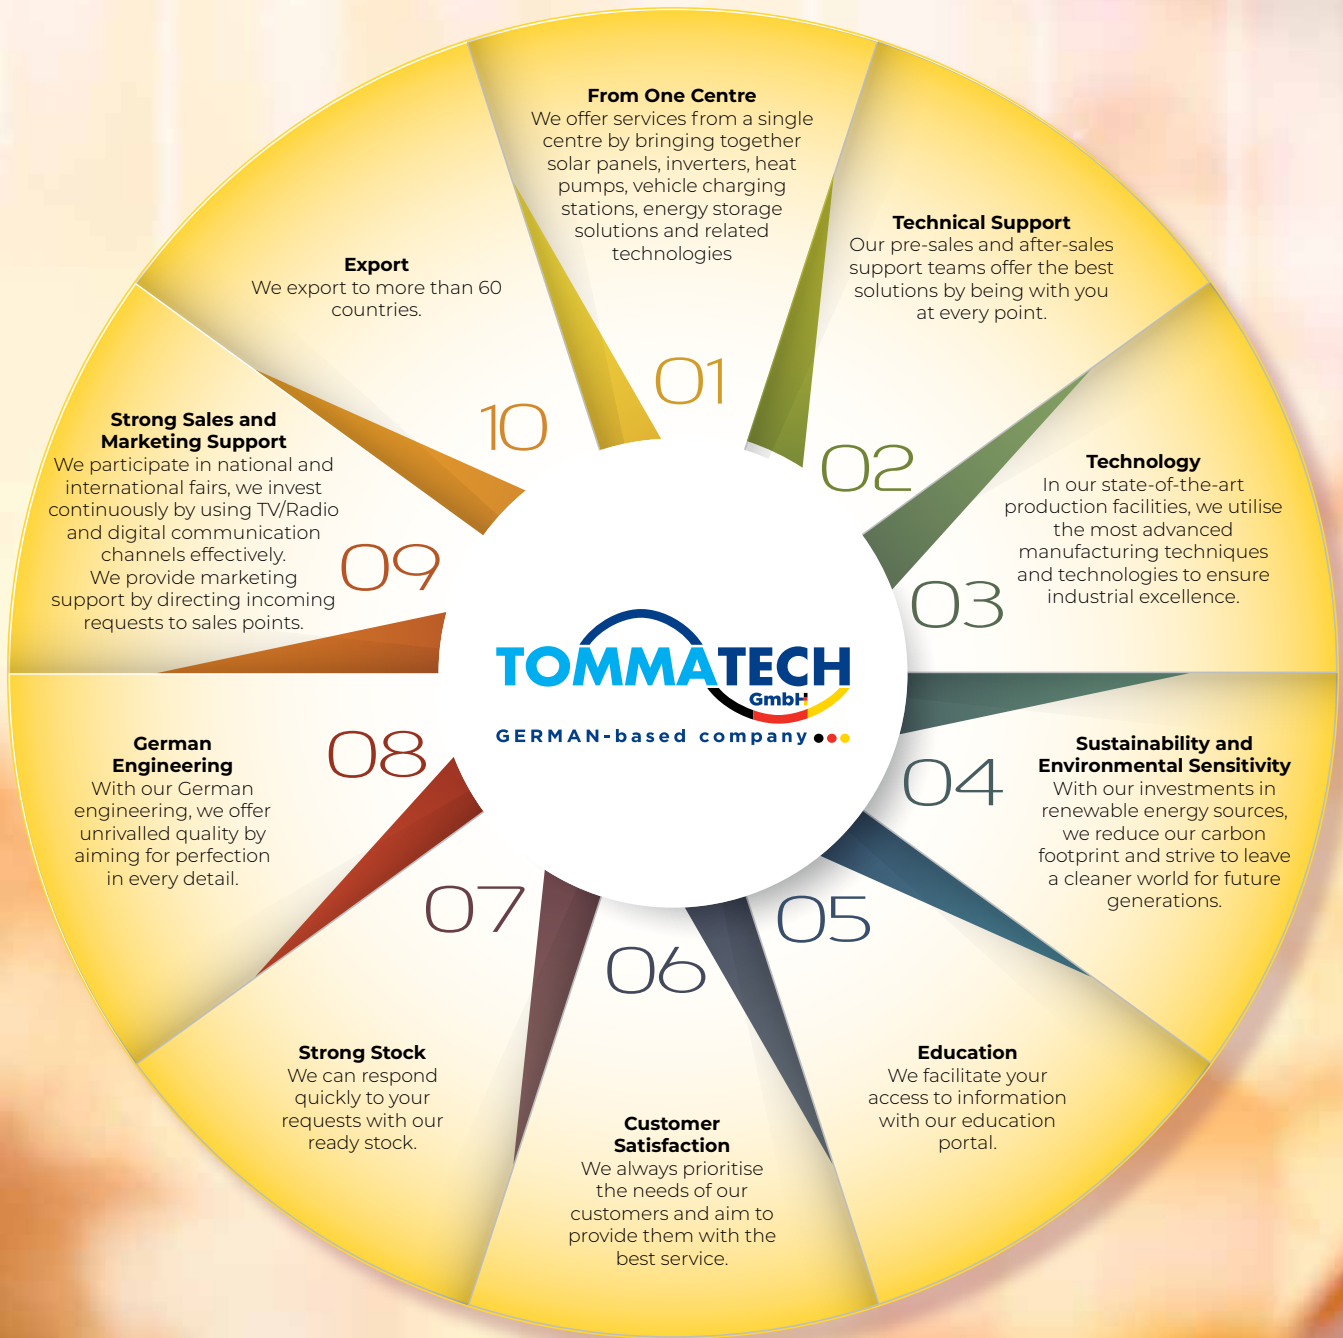 From One Centre
We offer services from a single
centre by bringing together
solar panels, inverters, heat
pumps, vehicle charging
stations, energy storage
solutions and related
technologies
01
Technical Support
Our pre-sales and after-sales
support teams offer the best
solutions by being with you
at every point.
02
Technology
In our state-of-the-art
production facilities, we utilise
the most advanced
manufacturing techniques
and technologies to ensure
industrial excellence.
03
Sustainability and
Environmental Sensitivity
With our investments in
renewable energy sources,
we reduce our carbon
footprint and strive to leave
a cleaner world for future
generations.
04
Education
We facilitate your
access to information
with our education
portal.
05
Customer
Satisfaction
We always prioritise
the needs of our
customers and aim to
provide them with the
best service.
06
Strong Stock
We can respond
quickly to your
requests with our
ready stock.
07
German
Engineering
With our German
engineering, we offer
unrivalled quality by
aiming for perfection
in every detail.
08
Strong Sales and
Marketing Support
We participate in national and
international fairs, we invest
continuously by using TV/Radio
and digital communication
channels effectively.
We provide marketing
support by directing incoming
requests to sales points.
09
Export
We export to more than 60
countries.
10
TOMMATECH
GmbH
GERMAN-based company